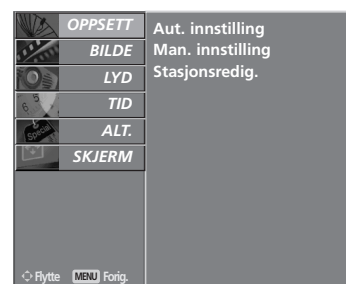 OPPSETT
BILDE
LYD
TID
ALT.
SKJERM
Aut. innstilling
Man. innstilling
Stasjonsredig.
Flytte MENU Forig.